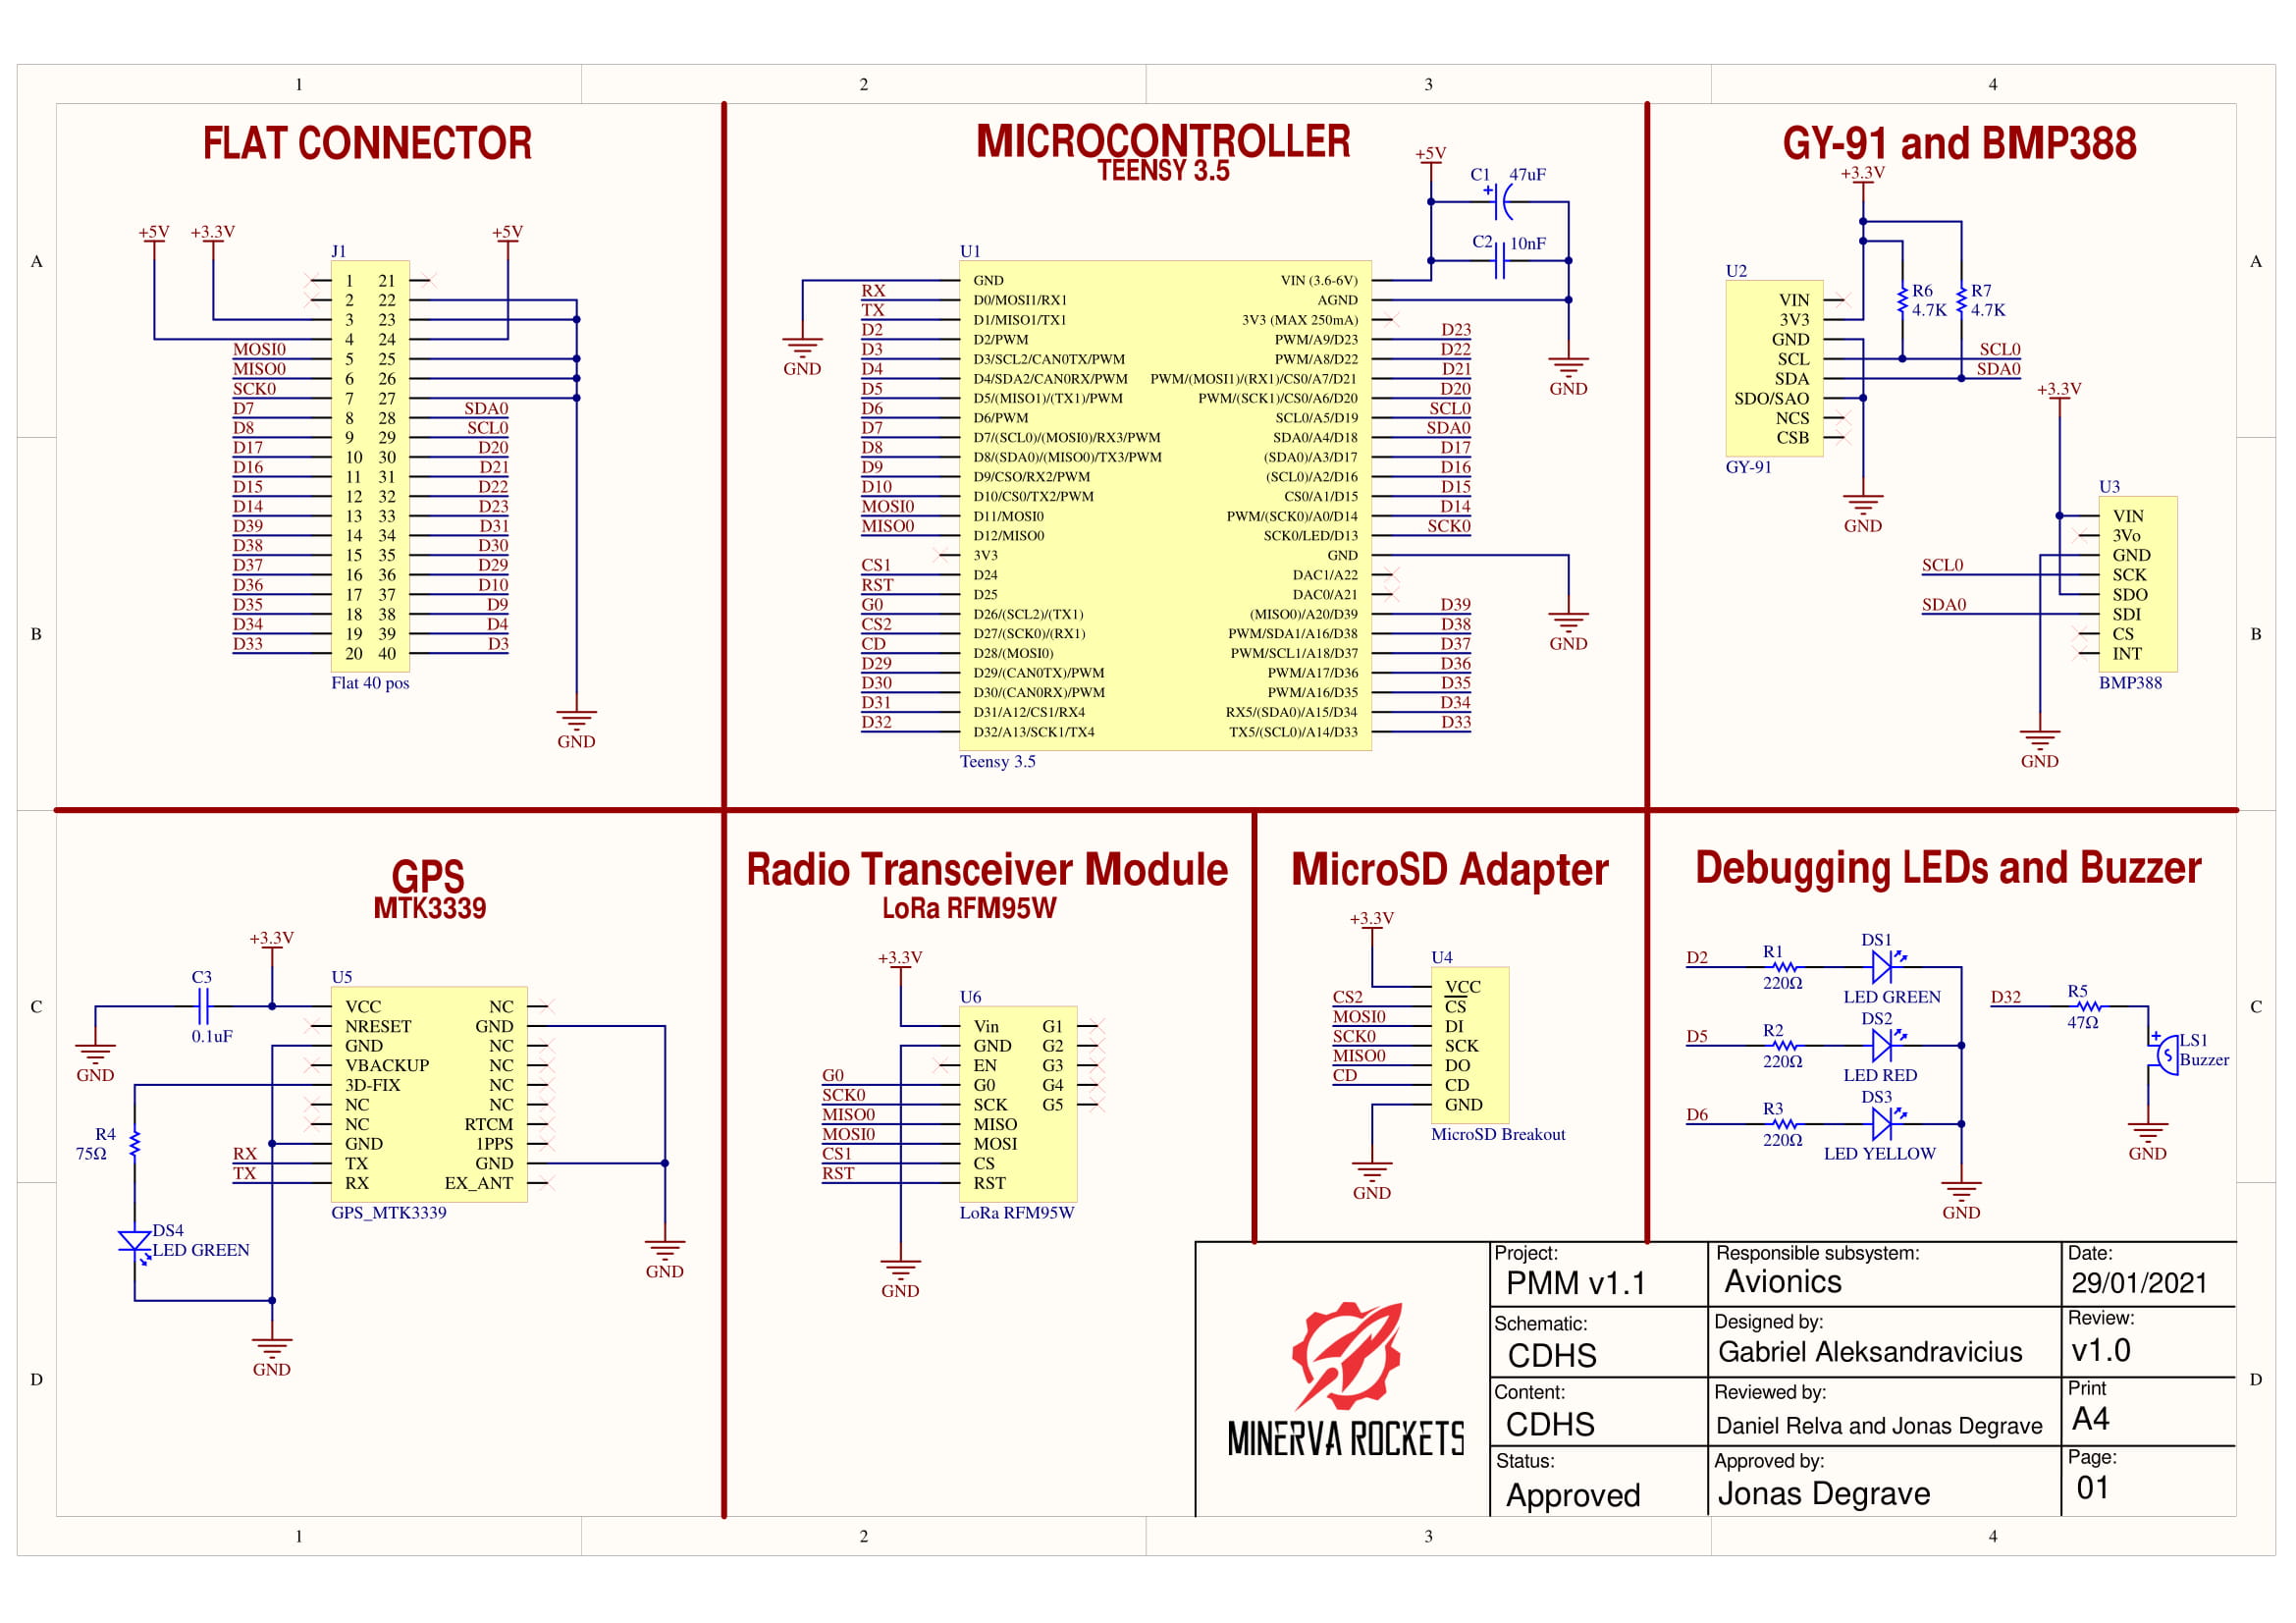 1 2 3 4
A
B
C
D
FLAT CONNECTOR
+5V +3.3V +5V
J1
1 21
2 22
3 23
4 24
MOSI0 5 25
MISO0 6 26
SCK0 7 27
D7 8 28 SDA0
D8 9 29 SCL0
D17 10 30 D20
D16 11 31 D21
D15 12 32 D22
D14 13 33 D23
D39 14 34 D31
D38 15 35 D30
D37 16 36 D29
D36 17 37 D10
D35 18 38 D9
D34 19 39 D4
D33 20 40 D3
Flat 40 pos
GND
MICROCONTROLLER
TEENSY 3.5
+5V
C1 47uF
C2 10nF
U1
GND VIN (3.6-6V)
RX D0/MOSI1/RX1 AGND
TX D1/MISO1/TX1 3V3 (MAX 250mA)
D2 D2/PWM PWM/A9/D23 D23
D3 D3/SCL2/CAN0TX/PWM PWM/A8/D22 D22
D4 D4/SDA2/CAN0RX/PWM PWM/(MOSI1)/(RX1)/CS0/A7/D21 D21
D5 D5/(MISO1)/(TX1)/PWM PWM/(SCK1)/CS0/A6/D20 D20
D6 D6/PWM SCL0/A5/D19 SCL0
D7 D7/(SCL0)/(MOSI0)/RX3/PWM SDA0/A4/D18 SDA0
D8 D8/(SDA0)/(MISO0)/TX3/PWM (SDA0)/A3/D17 D17
D9 D9/CSO/RX2/PWM (SCL0)/A2/D16 D16
D10 D10/CS0/TX2/PWM CS0/A1/D15 D15
MOSI0 D11/MOSI0 PWM/(SCK0)/A0/D14 D14
MISO0 D12/MISO0 SCK0/LED/D13 SCK0
3V3 GND
CS1 D24 DAC1/A22
RST D25 DAC0/A21
G0 D26/(SCL2)/(TX1) (MISO0)/A20/D39 D39
CS2 D27/(SCK0)/(RX1) PWM/SDA1/A16/D38 D38
CD D28/(MOSI0) PWM/SCL1/A18/D37 D37
D29 D29/(CAN0TX)/PWM PWM/A17/D36 D36
D30 D30/(CAN0RX)/PWM PWM/A16/D35 D35
D31 D31/A12/CS1/RX4 RX5/(SDA0)/A15/D34 D34
D32 D32/A13/SCK1/TX4 TX5/(SCL0)/A14/D33 D33
Teensy 3.5
GND
GND
GND
GY-91 and BMP388
+3.3V
U2
VIN
3V3
GND
SCL
SDA
SDO/SAO
NCS
CSB
GY-91
R6
4.7K
R7
4.7K
SCL0
SDA0
GND
+3.3V
U3
VIN
3Vo
GND
SCL0 SCK
SDO
SDA0 SDI
CS
INT
BMP388
GND
GPS
MTK3339
+3.3V
C3
0.1uF
GND
U5
VCC NC
NRESET GND
GND NC
VBACKUP NC
3D-FIX NC
NC NC
NC RTCM
GND 1PPS
RX TX GND
TX RX EX_ANT
GPS_MTK3339
R4
75Ω
DS4
LED GREEN
GND
GND
Radio Transceiver Module
LoRa RFM95W
+3.3V
U6
Vin G1
GND G2
EN G3
G0 G0 G4
SCK0 SCK G5
MISO0 MISO
MOSI0 MOSI
CS1 CS
RST RST
LoRa RFM95W
GND
MicroSD Adapter
+3.3V
U4
VCC
CS2 CS
MOSI0 DI
SCK0 SCK
MISO0 DO
CD CD
GND
MicroSD Breakout
GND
Debugging LEDs and Buzzer
D2 R1 220Ω DS1 LED GREEN
D5 R2 220Ω DS2 LED RED
D6 R3 220Ω DS3 LED YELLOW
GND
D32 R5 47Ω
LS1
Buzzer
GND
MINERVA ROCKETS
Project: Responsible subsystem: Date:
PMM v1.1 Avionics 29/01/2021
Schematic: Designed by: Review:
CDHS Gabriel Aleksandravicius v1.0
Content: Reviewed by: Print
CDHS Daniel Relva and Jonas Degrave A4
Status: Approved by: Page:
Approved Jonas Degrave 01
A
B
C
D
1 2 3 4